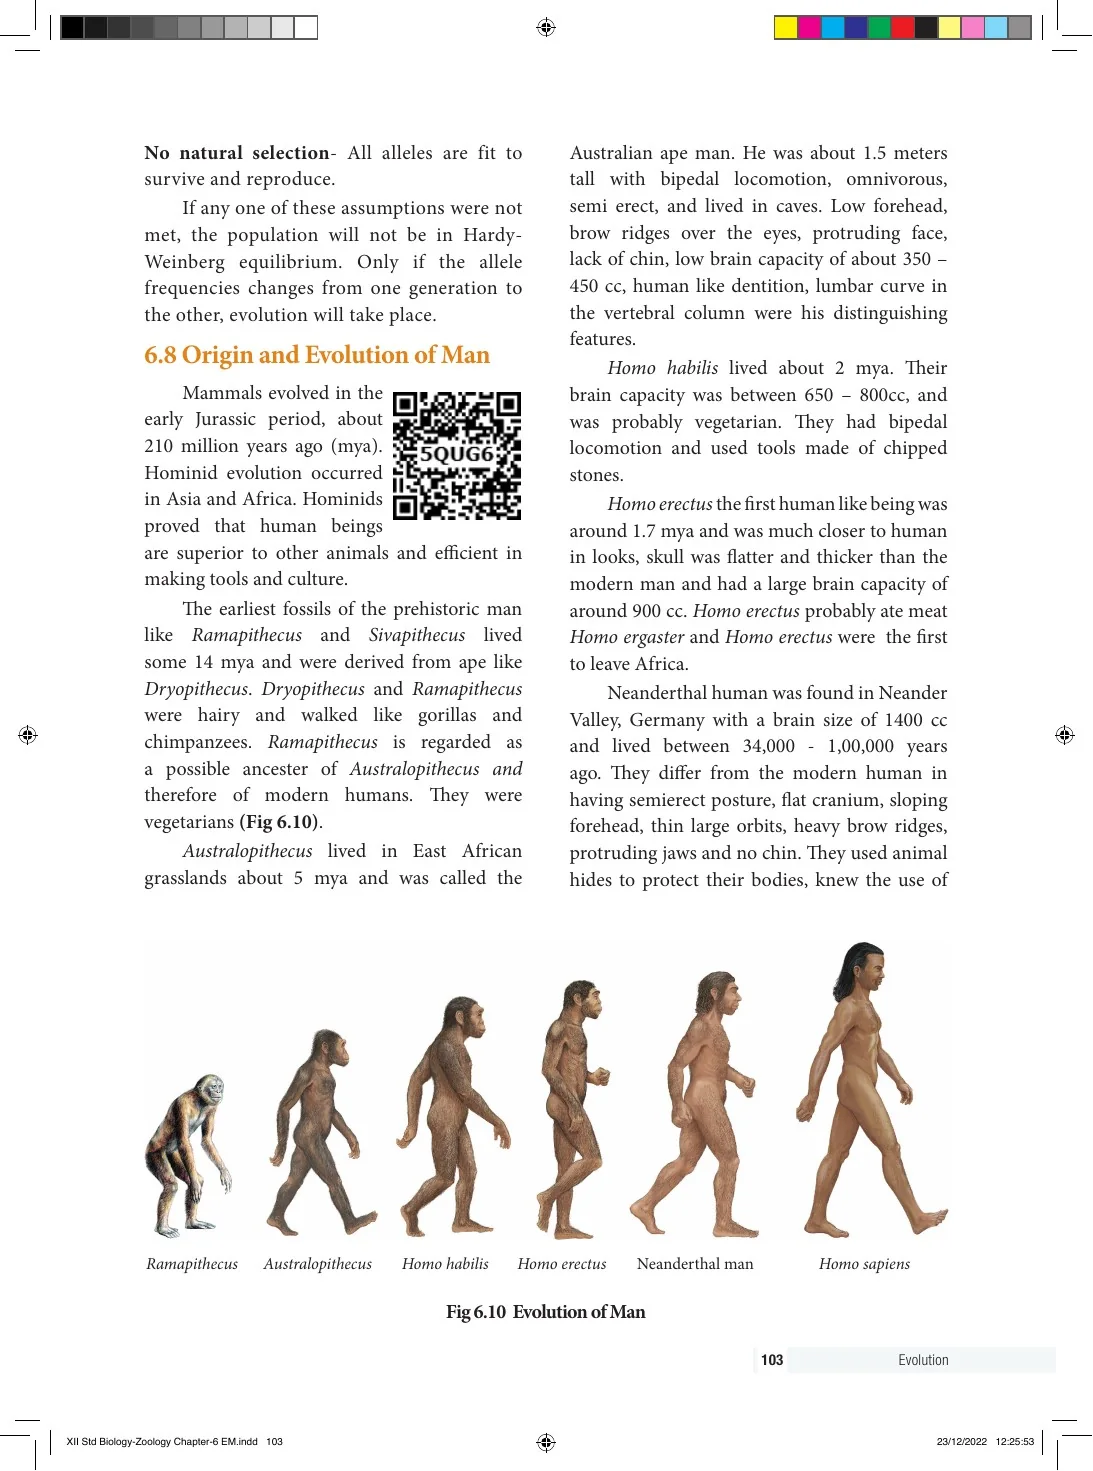 No natural selection- All alleles are fit to
survive and reproduce.
If any one of these assumptions were not
met, the population will not be in Hardy-
Weinberg equilibrium. Only if the allele
frequencies changes from one generation to
the other, evolution will take place.
6.8 Origin and Evolution of Man
Mammals evolved in the
early Jurassic period, about
210 million years ago (mya).
Hominid evolution occurred
in Asia and Africa. Hominids
proved that human beings
are superior to other animals and efficient in
making tools and culture.
5QUG6
The earliest fossils of the prehistoric man
like Ramapithecus and Sivapithecus lived
some 14 mya and were derived from ape like
Dryopithecus. Dryopithecus and Ramapithecus
were hairy and walked like gorillas and
chimpanzees. Ramapithecus is regarded as
a possible ancester of Australopithecus and
therefore of modern humans. They were
vegetarians (Fig 6.10).
Australopithecus lived in East African
grasslands about 5 mya and was called the
Australian ape man. He was about 1.5 meters
tall with bipedal locomotion, omnivorous,
semi erect, and lived in caves. Low forehead,
brow ridges over the eyes, protruding face,
lack of chin, low brain capacity of about 350 –
450 cc, human like dentition, lumbar curve in
the vertebral column were his distinguishing
features.
Homo habilis lived about 2 mya. Their
brain capacity was between 650 – 800cc, and
was probably vegetarian. They had bipedal
locomotion and used tools made of chipped
stones.
Homo erectus the first human like being was
around 1.7 mya and was much closer to human
in looks, skull was flatter and thicker than the
modern man and had a large brain capacity of
around 900 cc. Homo erectus probably ate meat
Homo ergaster and Homo erectus were the first
to leave Africa.
Neanderthal human was found in Neander
Valley, Germany with a brain size of 1400 cc
and lived between 34,000 - 1,00,000 years
ago. They differ from the modern human in
having semierect posture, flat cranium, sloping
forehead, thin large orbits, heavy brow ridges,
protruding jaws and no chin. They used animal
hides to protect their bodies, knew the use of
Ramapithecus Australopithecus Homo habilis Homo erectus Neanderthal man Homo sapiens
Fig 6.10 Evolution of Man
103 Evolution
XII Std Biology-Zoology Chapter-6 EM.indd 103 23/12/2022 12:25:53